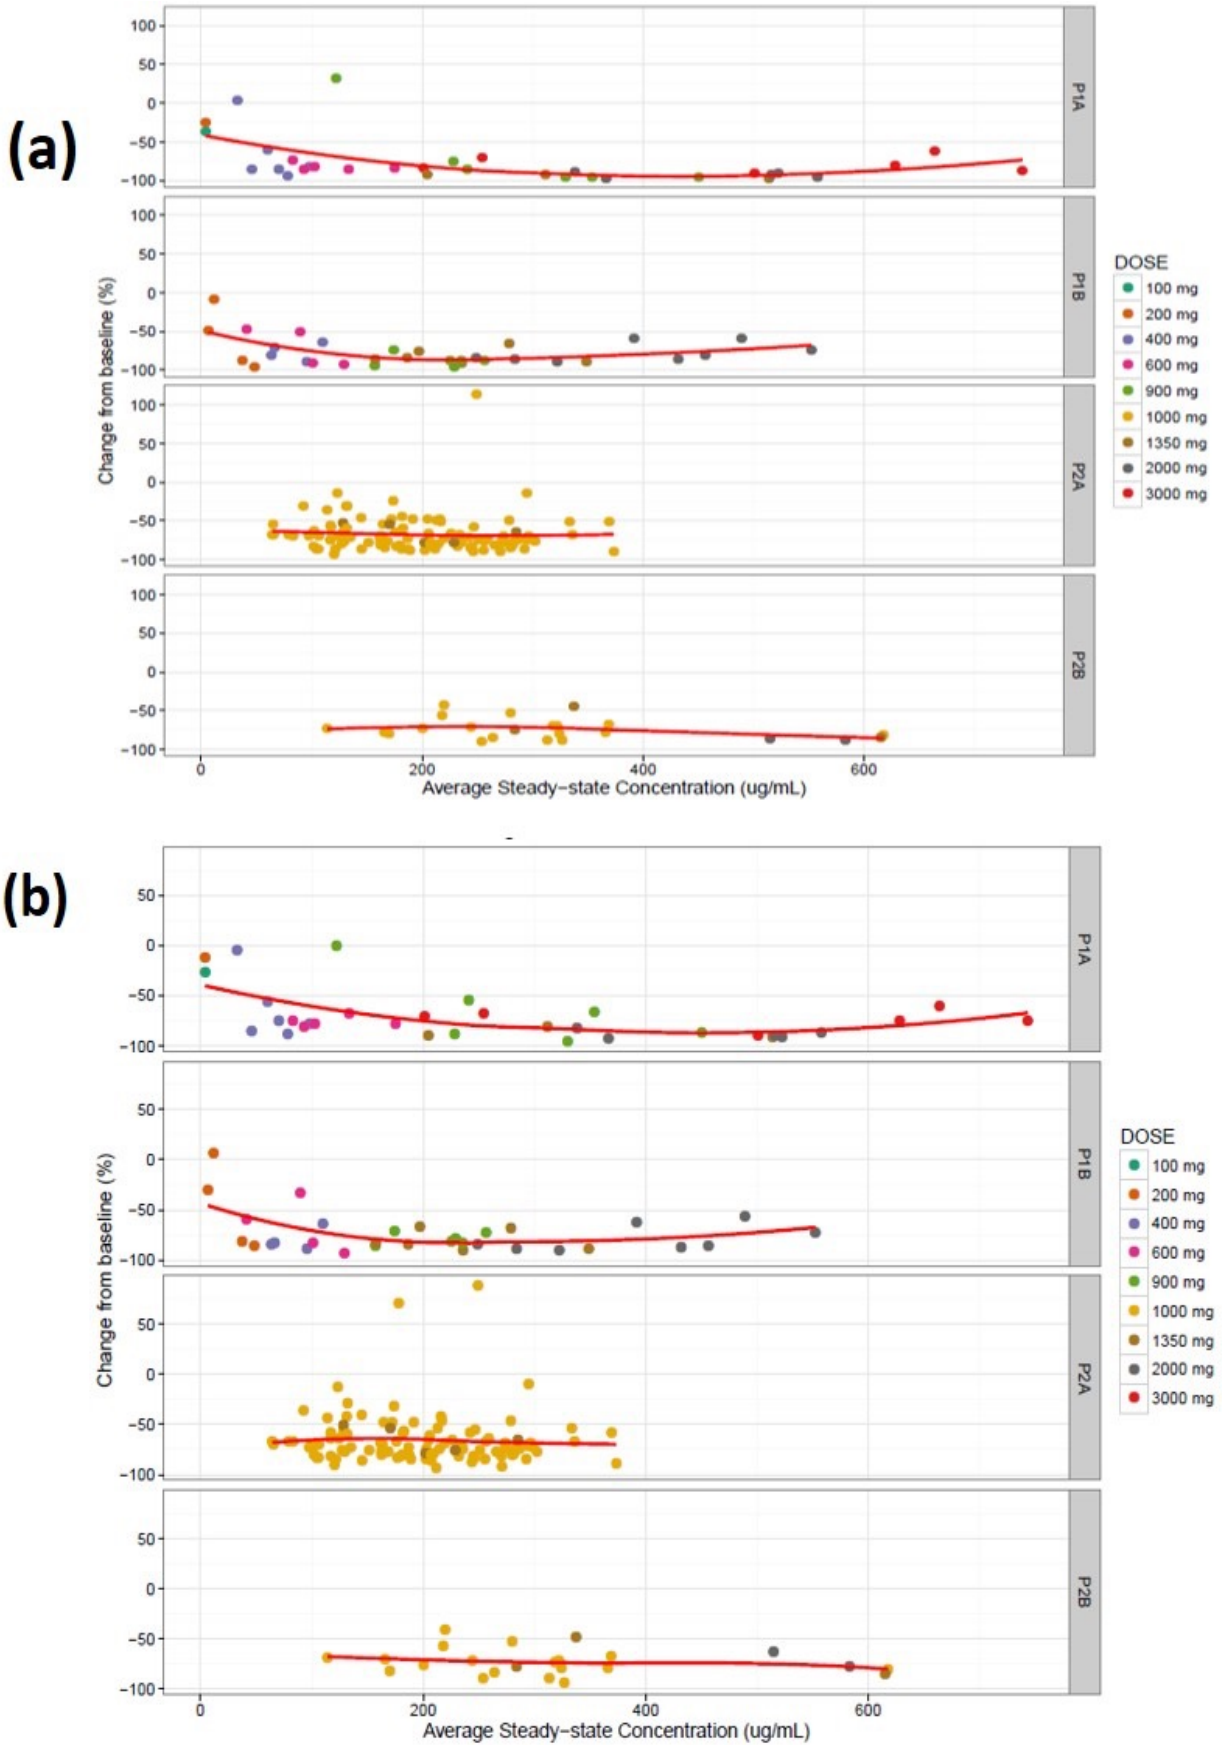 (a)
100
50
0
−50
−100
P1A
100
50
0
−50
−100
P1B
100
50
0
−50
−100
P2A
100
50
0
−50
−100
P2B
Change from baseline (%)
0 200 400 600
Average Steady−state Concentration (ug/mL)
DOSE
100 mg
200 mg
400 mg
600 mg
900 mg
1000 mg
1350 mg
2000 mg
3000 mg
(b)
50
0
−50
−100
P1A
50
0
−50
−100
P1B
50
0
−50
−100
P2A
50
0
−50
−100
P2B
Change from baseline (%)
0 200 400 600
Average Steady−state Concentration (ug/mL)
DOSE
100 mg
200 mg
400 mg
600 mg
900 mg
1000 mg
1350 mg
2000 mg
3000 mg